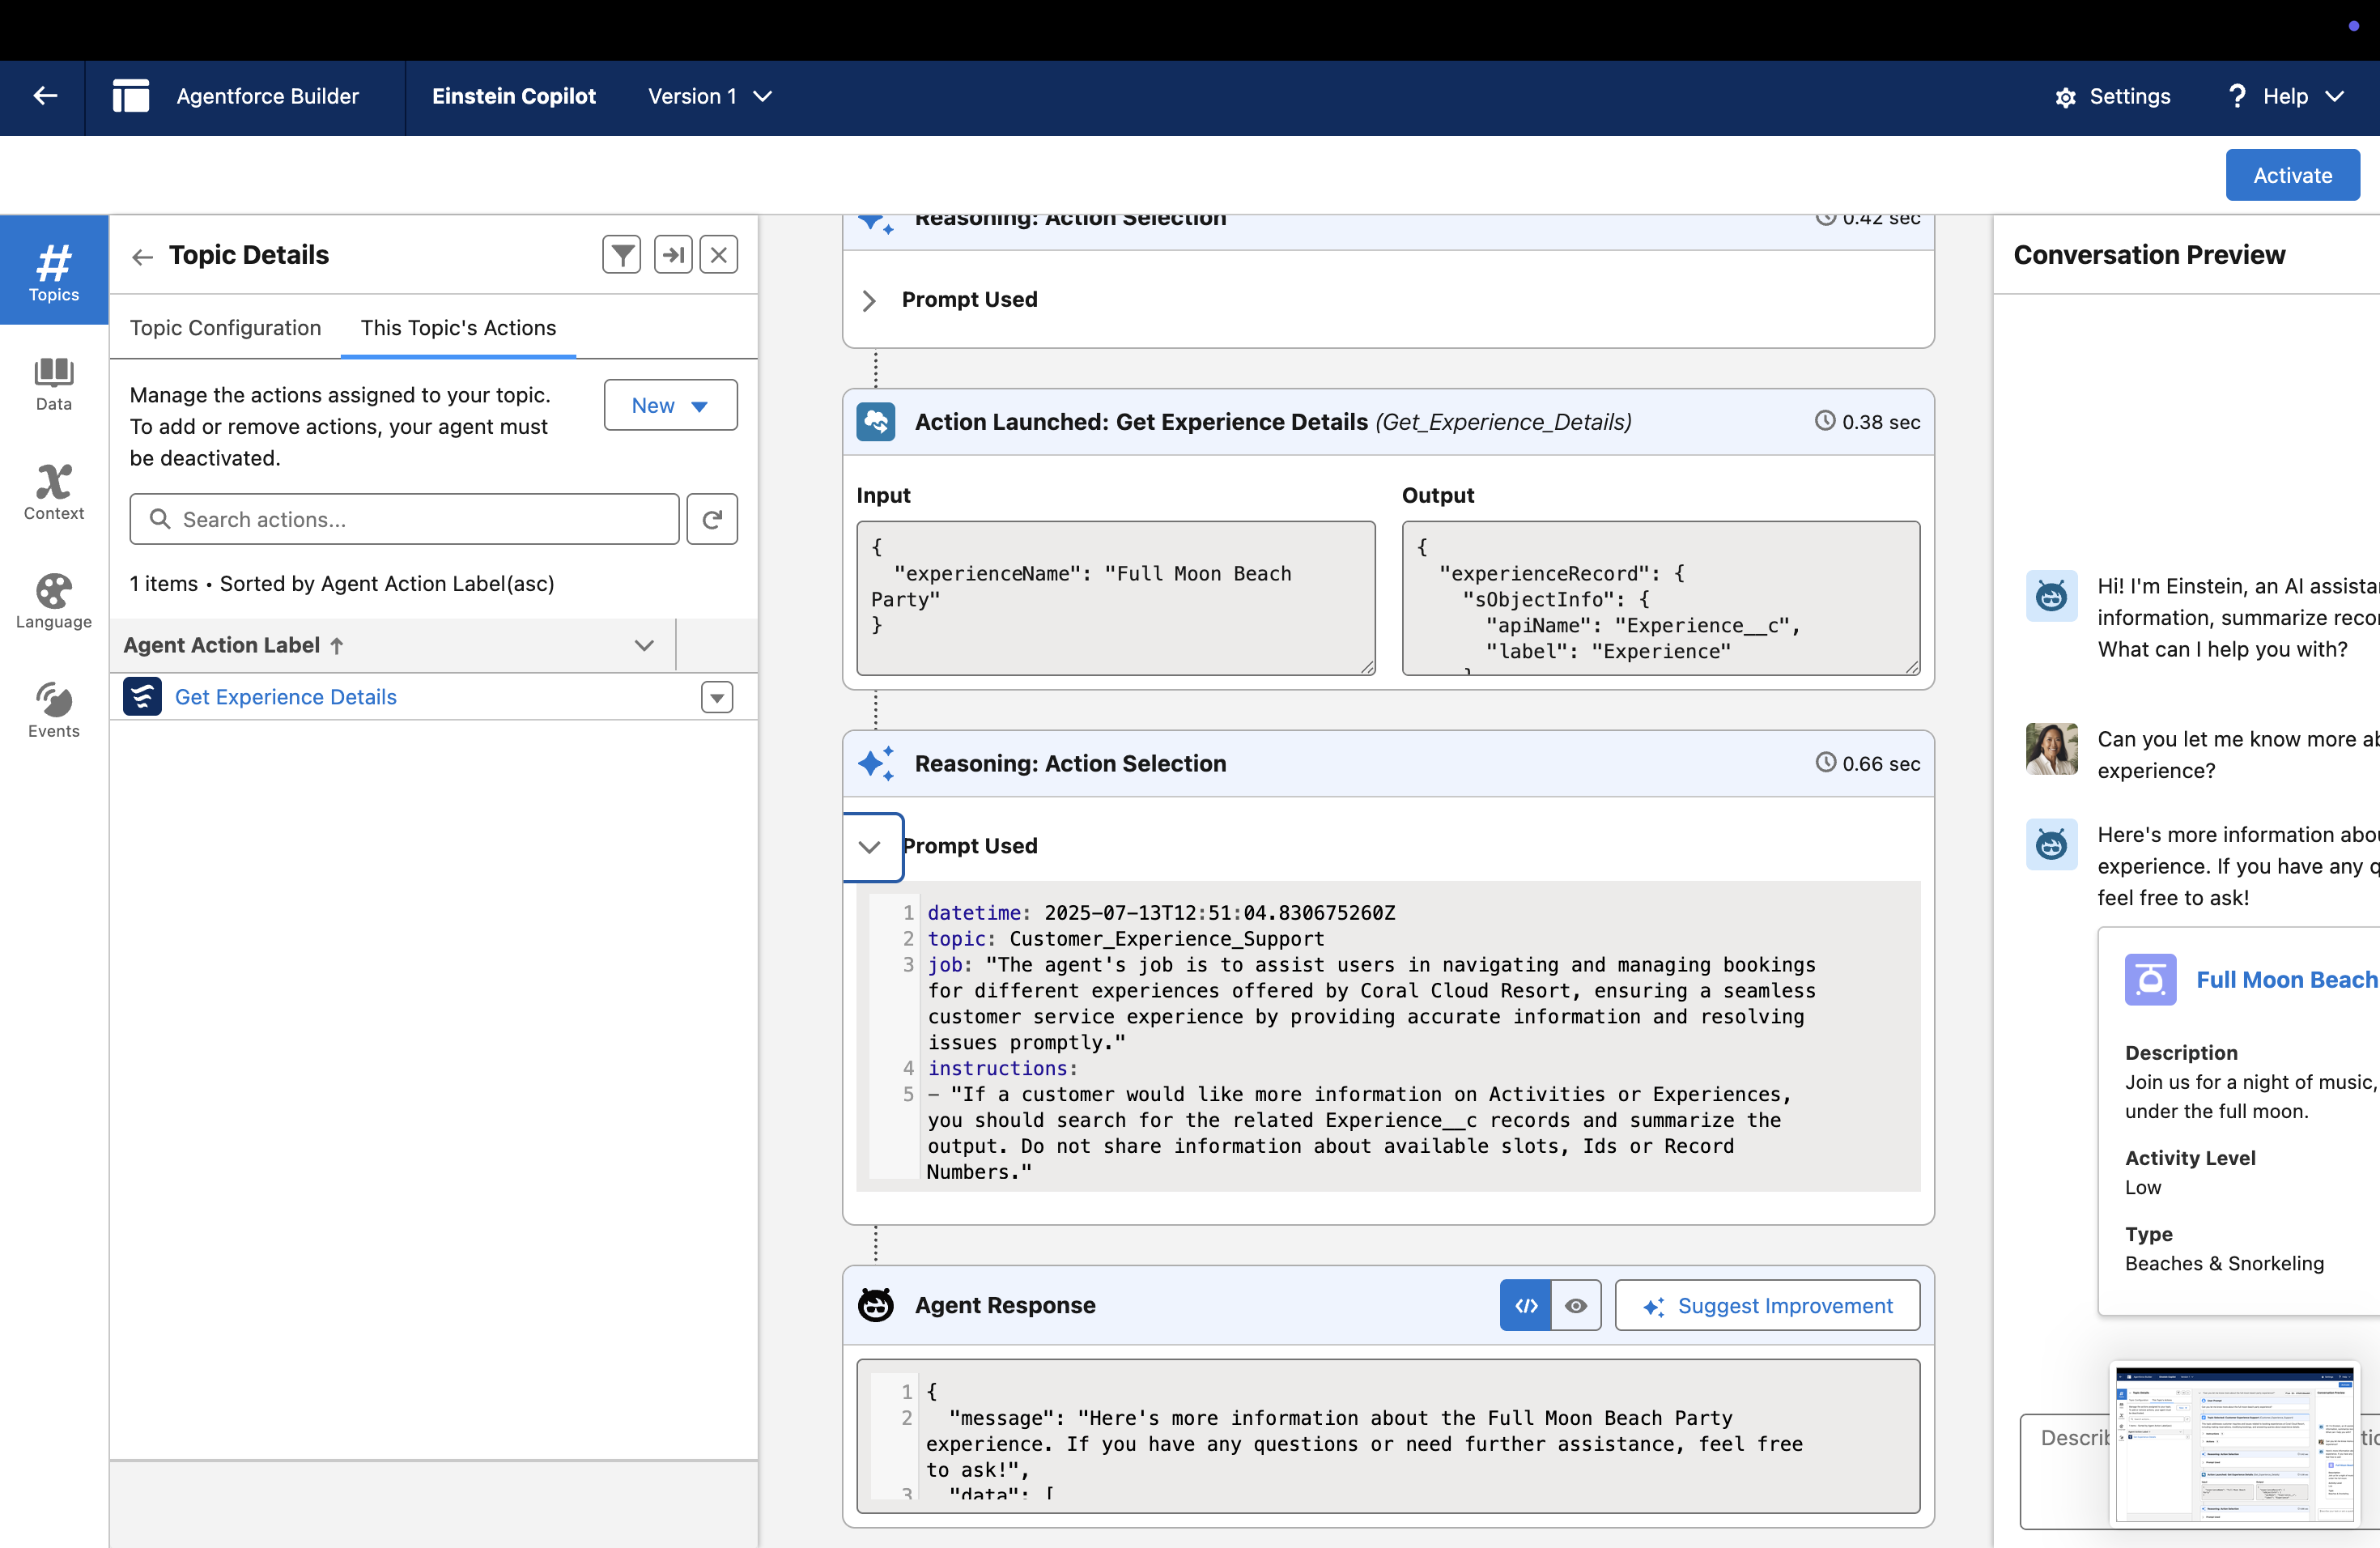 Agentforce Builder
Einstein Copilot
Version 1
Settings
? Help
Activate
# Topics
Data
Context
Language
Events
Topic Details
Topic Configuration
This Topic's Actions
Manage the actions assigned to your topic.
To add or remove actions, your agent must
be deactivated.
New
Search actions...
1 items • Sorted by Agent Action Label(asc)
Agent Action Label ↑
Get Experience Details
Reasoning: Action Selection
0.42 sec
Prompt Used
Action Launched: Get Experience Details (Get_Experience_Details)
0.38 sec
Input
{
"experienceName": "Full Moon Beach
Party"
}
Output
{
"experienceRecord": {
"sObjectInfo": {
"apiName": "Experience__c",
"label": "Experience"
}
Reasoning: Action Selection
0.66 sec
Prompt Used
1 datetime: 2025-07-13T12:51:04.830675260Z
2 topic: Customer_Experience_Support
3 job: "The agent's job is to assist users in navigating and managing bookings
for different experiences offered by Coral Cloud Resort, ensuring a seamless
customer service experience by providing accurate information and resolving
issues promptly."
4 instructions:
5 - "If a customer would like more information on Activities or Experiences,
you should search for the related Experience__c records and summarize the
output. Do not share information about available slots, Ids or Record
Numbers."
Agent Response
</>
Suggest Improvement
1 {
2 "message": "Here's more information about the Full Moon Beach Party
experience. If you have any questions or need further assistance, feel free
to ask!",
3 "data": [
Conversation Preview
Hi! I'm Einstein, an AI assista
information, summarize reco
What can I help you with?
Can you let me know more ab
experience?
Here's more information abou
experience. If you have any q
feel free to ask!
Full Moon Beach
Description
Join us for a night of music,
under the full moon.
Activity Level
Low
Type
Beaches & Snorkeling
Describ